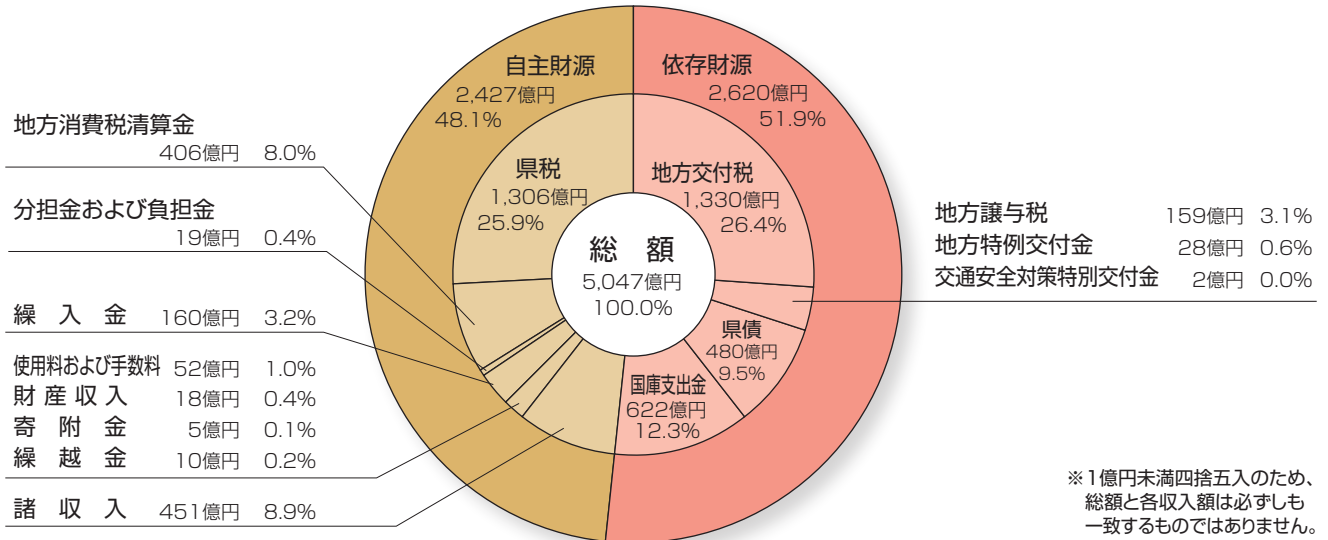 自主財源
2,427億円
48.1%
依存財源
2,620億円
51.9%
県税
1,306億円
25.9%
地方交付税
1,330億円
26.4%
総額
5,047億円
100.0%
県債
480億円
9.5%
国庫支出金
622億円
12.3%
地方消費税清算金
406億円 8.0%
分担金および負担金
19億円 0.4%
繰入金 160億円 3.2%
使用料および手数料 52億円 1.0%
財産収入 18億円 0.4%
寄附金 5億円 0.1%
繰越金 10億円 0.2%
諸収入 451億円 8.9%
地方譲与税 159億円 3.1%
地方特例交付金 28億円 0.6%
交通安全対策特別交付金 2億円 0.0%
※1億円未満四捨五入のため、
総額と各収入額は必ずしも
一致するものではありません。